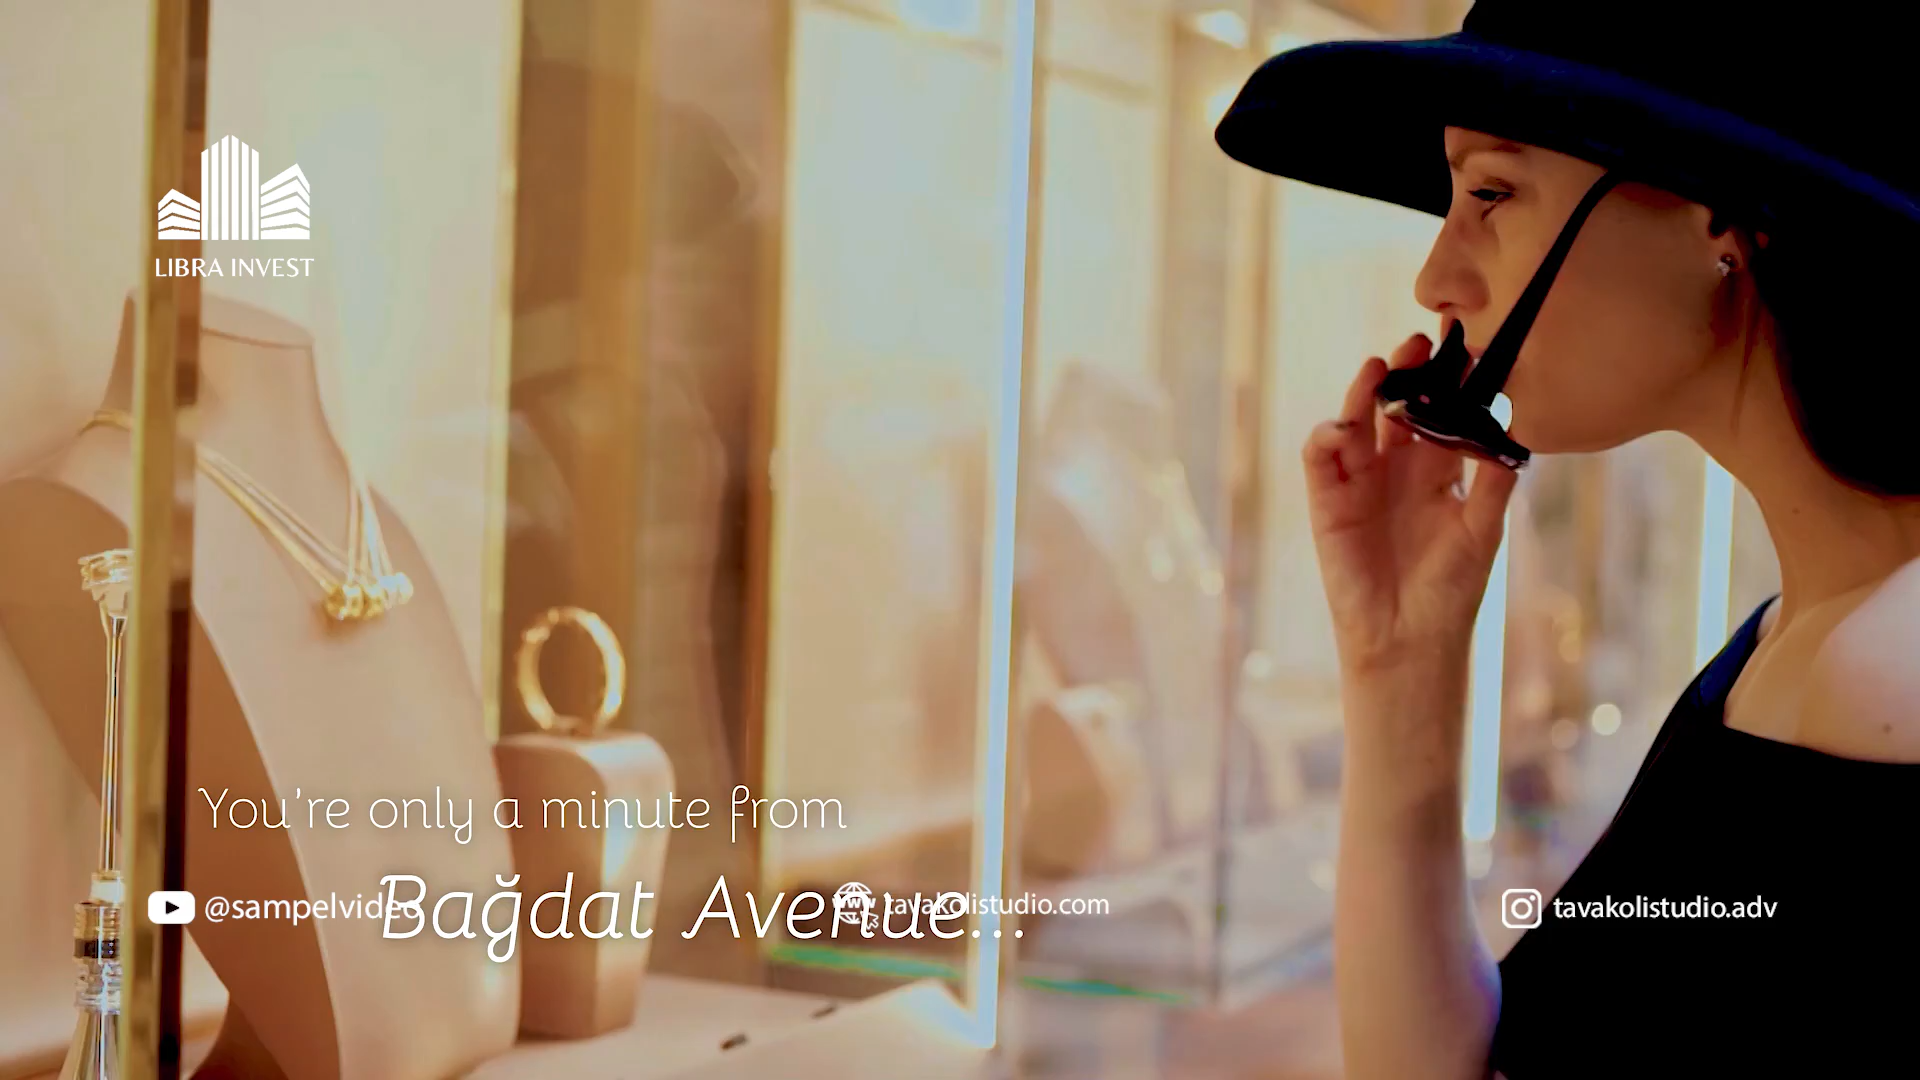 LIBRA INVEST
You're only a minute from
Bağdat Avenue...
@sampelvideo
tavakolistudio.com
tavakolistudio.adv